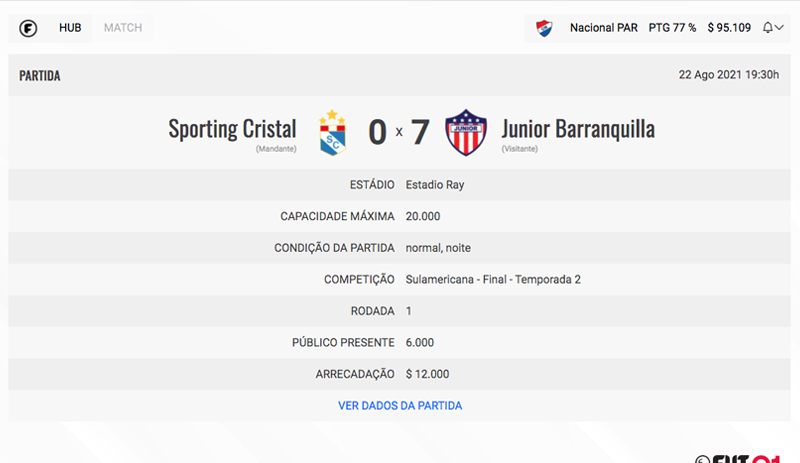 F HUB MATCH Nacional PAR PTG 77 % $ 95.109
PARTIDA 22 Ago 2021 19:30h
Sporting Cristal SC 0 x 7 JUNIOR Junior Barranquilla
(Mandante) (Visitante)
ESTÁDIO Estadio Ray
CAPACIDADE MÁXIMA 20.000
CONDIÇÃO DA PARTIDA normal, noite
COMPETIÇÃO Sulamericana - Final - Temporada 2
RODADA 1
PÚBLICO PRESENTE 6.000
ARRECADAÇÃO $ 12.000
VER DADOS DA PARTIDA